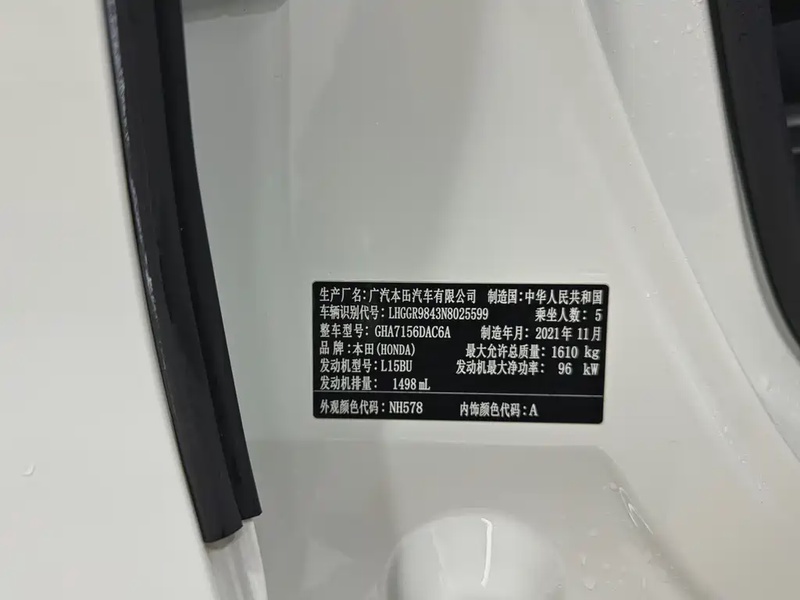 生产厂名:广汽本田汽车有限公司 制造国:中华人民共和国
车辆识别代号:LHGGR9843N8025599 乘坐人数:5
整车型号:GHA7156DAC6A 制造年月:2021年11月
品牌:本田(HONDA) 最大允许总质量:1610 kg
发动机型号:L15BU 发动机最大净功率:96 kW
发动机排量:1498 mL
外观颜色代码:NH578 内饰颜色代码:A